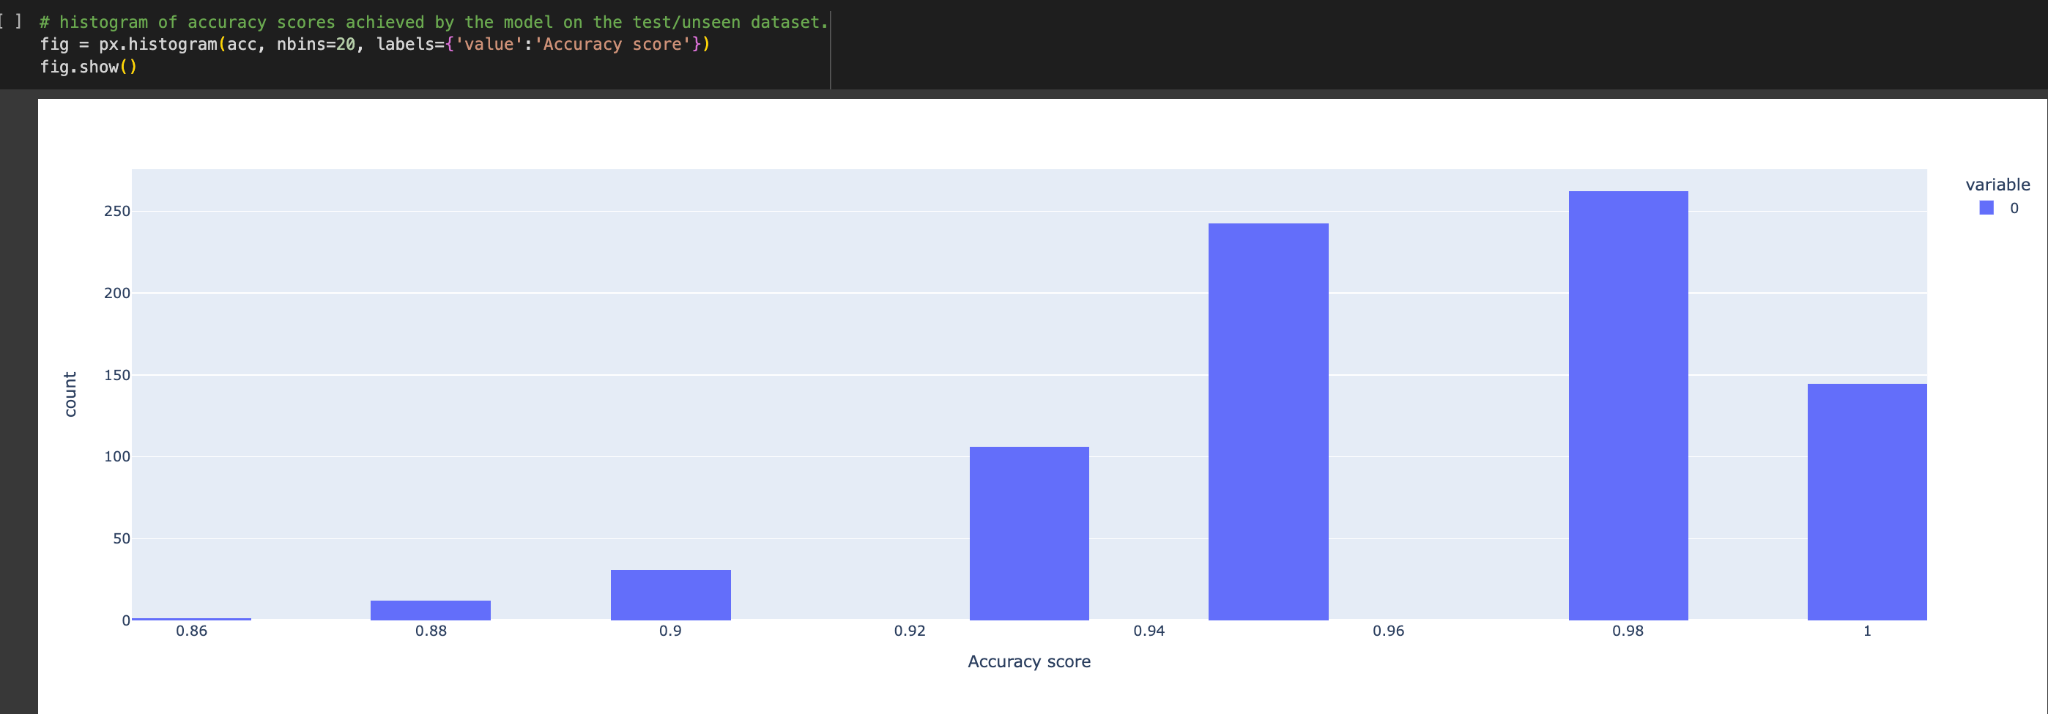 [ ] # histogram of accuracy scores achieved by the model on the test/unseen dataset.
fig = px.histogram(acc, nbins=20, labels={'value':'Accuracy score'})
fig.show()
variable
0
250
200
150
100
50
0
count
0.86 0.88 0.9 0.92 0.94 0.96 0.98 1
Accuracy score